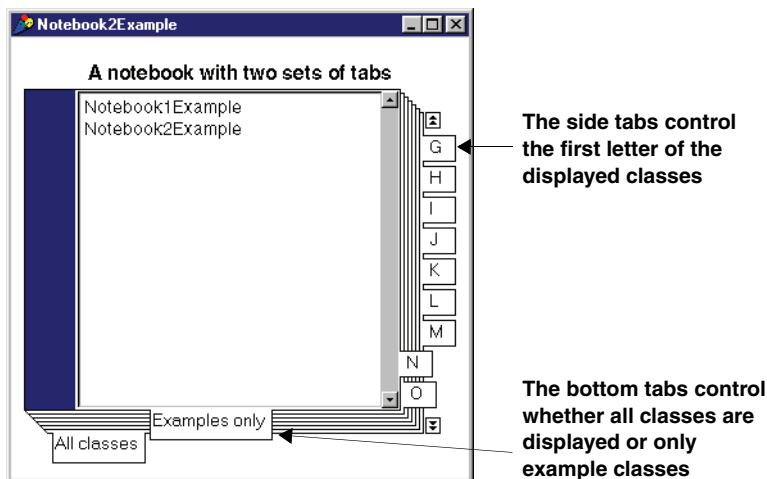 Notebook2Example
A notebook with two sets of tabs
Notebook1Example
Notebook2Example
G
H
I
J
K
L
M
N
O
Examples only
All classes
The side tabs control
the first letter of the
displayed classes
The bottom tabs control
whether all classes are
displayed or only
example classes